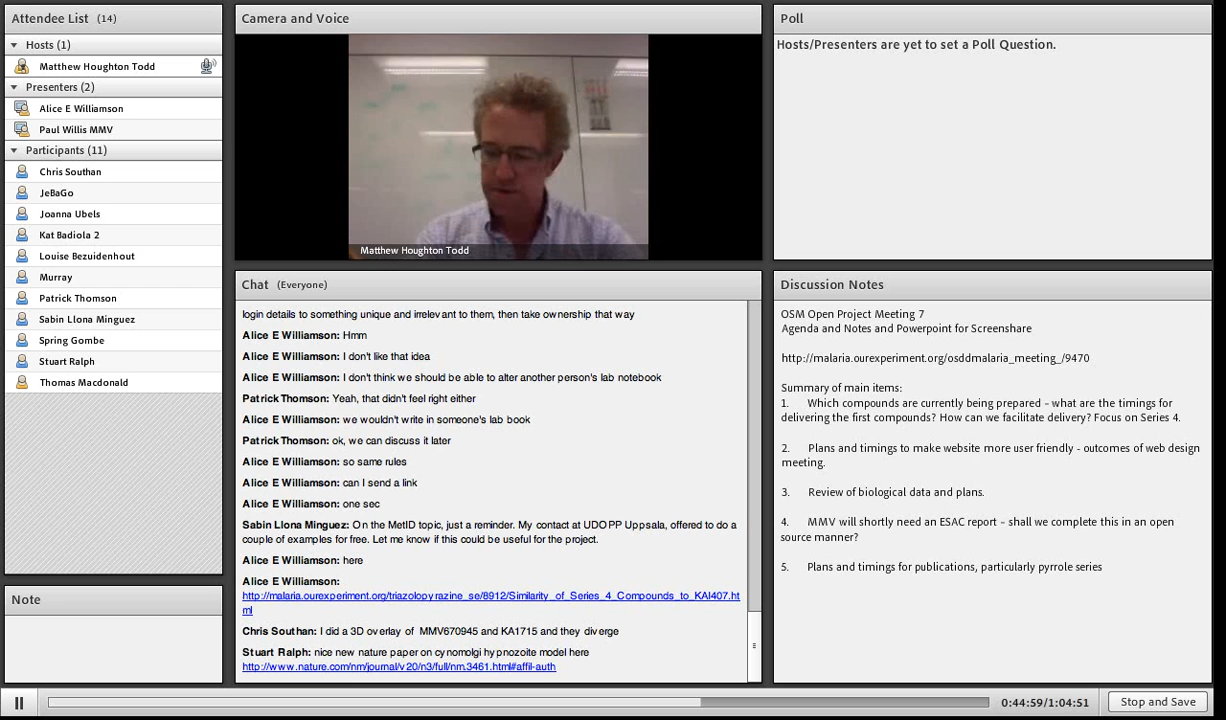 Attendee List (14)
Hosts (1)
Matthew Houghton Todd
Presenters (2)
Alice E Williamson
Paul Willis MMV
Participants (11)
Chris Southan
JeBaGo
Joanna Ubels
Kat Badiola 2
Louise Bezuidenhout
Murray
Patrick Thomson
Sabin Llona Minguez
Spring Gombe
Stuart Ralph
Thomas Macdonald
Note
Camera and Voice
Matthew Houghton Todd
Chat (Everyone)
login details to something unique and irrelevant to them, then take ownership that way
Alice E Williamson: Hmm
Alice E Williamson: I don't like that idea
Alice E Williamson: I don't think we should be able to alter another person's lab notebook
Patrick Thomson: Yeah, that didn't feel right either
Alice E Williamson: we wouldn't write in someone's lab book
Patrick Thomson: ok, we can discuss it later
Alice E Williamson: so same rules
Alice E Williamson: can I send a link
Alice E Williamson: one sec
Sabin Llona Minguez: On the MetID topic, just a reminder. My contact at UDOPP Uppsala, offered to do a
couple of examples for free. Let me know if this could be useful for the project.
Alice E Williamson: here
Alice E Williamson:
http://malaria.ourexperiment.org/triazolopyrazine_se/8912/Similarity_of_Series_4_Compounds_to_KAI407.ht
ml
Chris Southan: I did a 3D overlay of MMV670945 and KA1715 and they diverge
Stuart Ralph: nice new nature paper on cynomolgi hypnozoite model here
http://www.nature.com/nm/journal/v20/n3/full/nm.3461.html#affil-auth
Poll
Hosts/Presenters are yet to set a Poll Question.
Discussion Notes
OSM Open Project Meeting 7
Agenda and Notes and Powerpoint for Screenshare
http://malaria.ourexperiment.org/osddmalaria_meeting_/9470
Summary of main items:
1. Which compounds are currently being prepared - what are the timings for
delivering the first compounds? How can we facilitate delivery? Focus on Series 4.
2. Plans and timings to make website more user friendly - outcomes of web design
meeting.
3. Review of biological data and plans.
4. MMV will shortly need an ESAC report - shall we complete this in an open
source manner?
5. Plans and timings for publications, particularly pyrrole series
0:44:59/1:04:51
Stop and Save